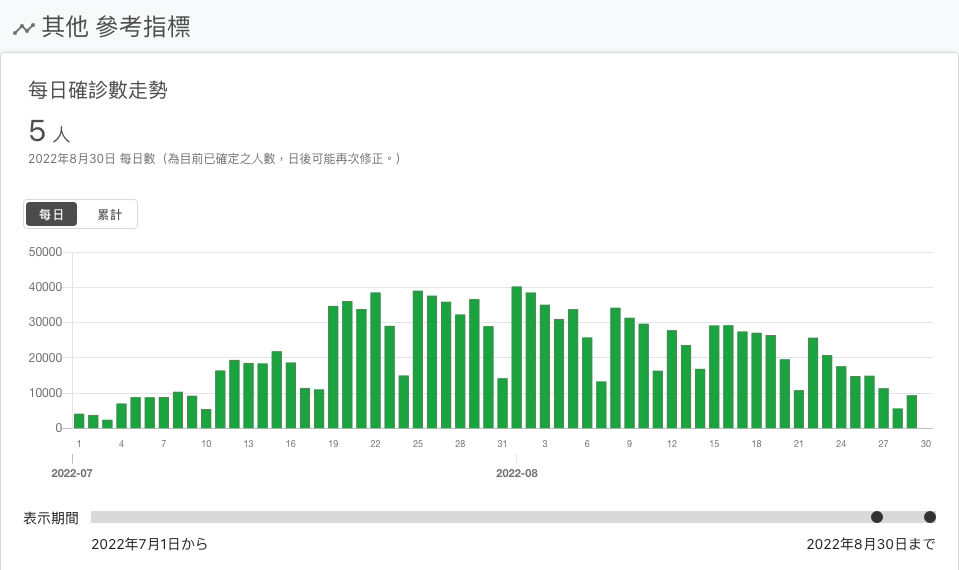 其他 參考指標
每日確診數走勢
5 人
2022年8月30日 每日數（為目前已確定之人數，日後可能再次修正。）
每日 累計
50000
40000
30000
20000
10000
0
1 4 7 10 13 16 19 22 25 28 31 3 6 9 12 15 18 21 24 27 30
2022-07 2022-08
表示期間
2022年7月1日から 2022年8月30日まで